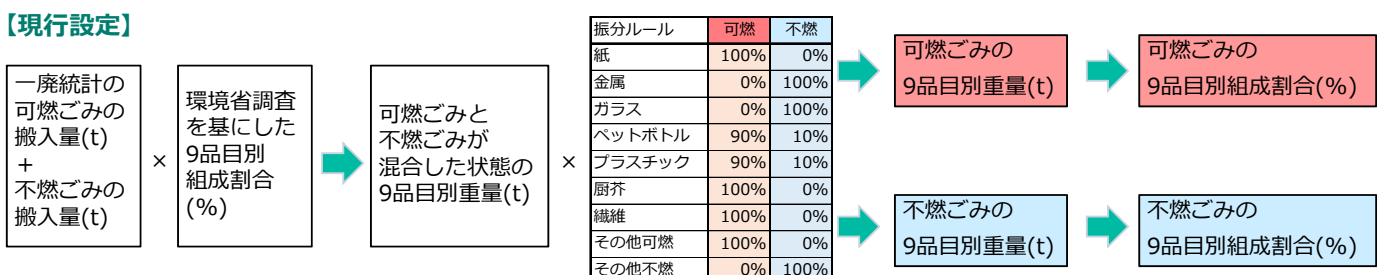 【現行設定】
一廃統計の
可燃ごみの
搬入量(t)
＋
不燃ごみの
搬入量(t)
×
環境省調査
を基にした
9品目別
組成割合
(%)
可燃ごみと
不燃ごみが
混合した状態の
9品目別重量(t)
×
振分ルール 可燃 不燃
紙 100% 0%
金属 0% 100%
ガラス 0% 100%
ペットボトル 90% 10%
プラスチック 90% 10%
厨芥 100% 0%
繊維 100% 0%
その他可燃 100% 0%
その他不燃 0% 100%
可燃ごみの
9品目別重量(t)
可燃ごみの
9品目別組成割合(%)
不燃ごみの
9品目別重量(t)
不燃ごみの
9品目別組成割合(%)